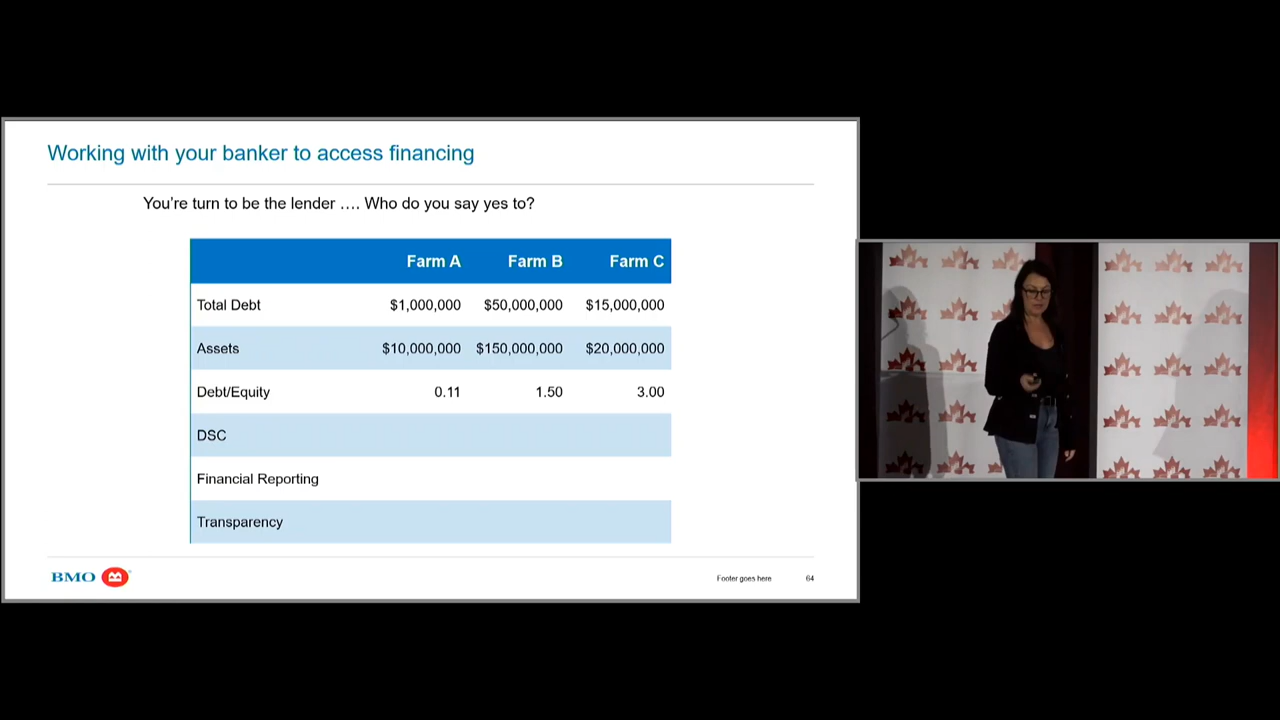 Working with your banker to access financing
You’re turn to be the lender …. Who do you say yes to?
Farm A Farm B Farm C
Total Debt $1,000,000 $50,000,000 $15,000,000
Assets $10,000,000 $150,000,000 $20,000,000
Debt/Equity 0.11 1.50 3.00
DSC
Financial Reporting
Transparency
BMO Footer goes here 64